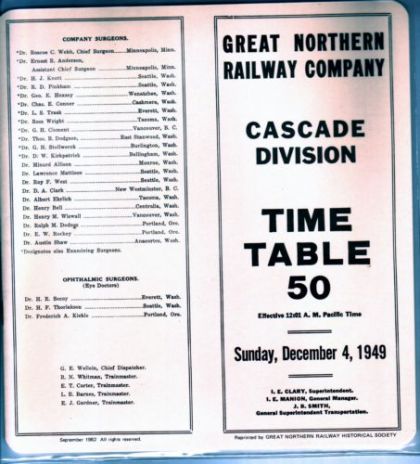 COMPANY SURGEONS.
*Dr. Roscoe C. Webb, Chief Surgeon.....Minneapolis, Minn.
*Dr. Ernest R. Anderson,
Assistant Chief Surgeon.....Minneapolis, Minn.
*Dr. H. J. Knott.....Seattle, Wash.
*Dr. R. D. Pinkham.....Seattle, Wash.
*Dr. Geo. E. Hoxsey.....Wenatchee, Wash.
*Dr. Chas. E. Conner.....Cashmere, Wash.
*Dr. L. S. Trask.....Everett, Wash.
*Dr. Ross Wright.....Tacoma, Wash.
*Dr. G. H. Clement.....Vancouver, B. C.
*Dr. Thos. B. Dodgson.....East Stanwood, Wash.
*Dr. G. H. Stallworth.....Burlington, Wash.
*Dr. D. W. Kirkpatrick.....Bellingham, Wash.
Dr. Minard Allison.....Monroe, Wash.
Dr. Lawrence Mattison.....Seattle, Wash.
Dr. Roy F. West.....Seattle, Wash.
Dr. D. A. Clark.....New Westminster, B. C.
Dr. Albert Ehrlich.....Tacoma, Wash.
Dr. Henry Bell.....Centralia, Wash.
Dr. Henry M. Wiswall.....Vancouver, Wash.
Dr. Ralph M. Dodson.....Portland, Ore.
Dr. E. W. Rockey.....Portland, Ore.
Dr. Austin Shaw.....Anacortes, Wash.
*Designates also Examining Surgeons.
OPHTHALMIC SURGEONS.
(Eye Doctors)
Dr. H. E.....Everett, Wash.
Dr. H. F. Thorlakson.....Seattle, Wash.
Dr. Frederick A. Kiehle.....Portland, Ore.
G. E. Wellein, Chief Dispatcher.
R. N. Whitman, Trainmaster.
E. T. Carter, Trainmaster.
L. E. Barnes, Trainmaster.
E. J. Gardner, Trainmaster.
September 1982 All rights reserved.
GREAT NORTHERN
RAILWAY COMPANY
CASCADE
DIVISION
TIME
TABLE
50
Effective 12:01 A. M. Pacific Time
Sunday, December 4, 1949
I. E. CLARY, Superintendent.
I. E. MANION, General Manager.
J. B. SMITH,
General Superintendent Transportation.
Reprinted by GREAT NORTHERN RAILWAY HISTORICAL SOCIETY